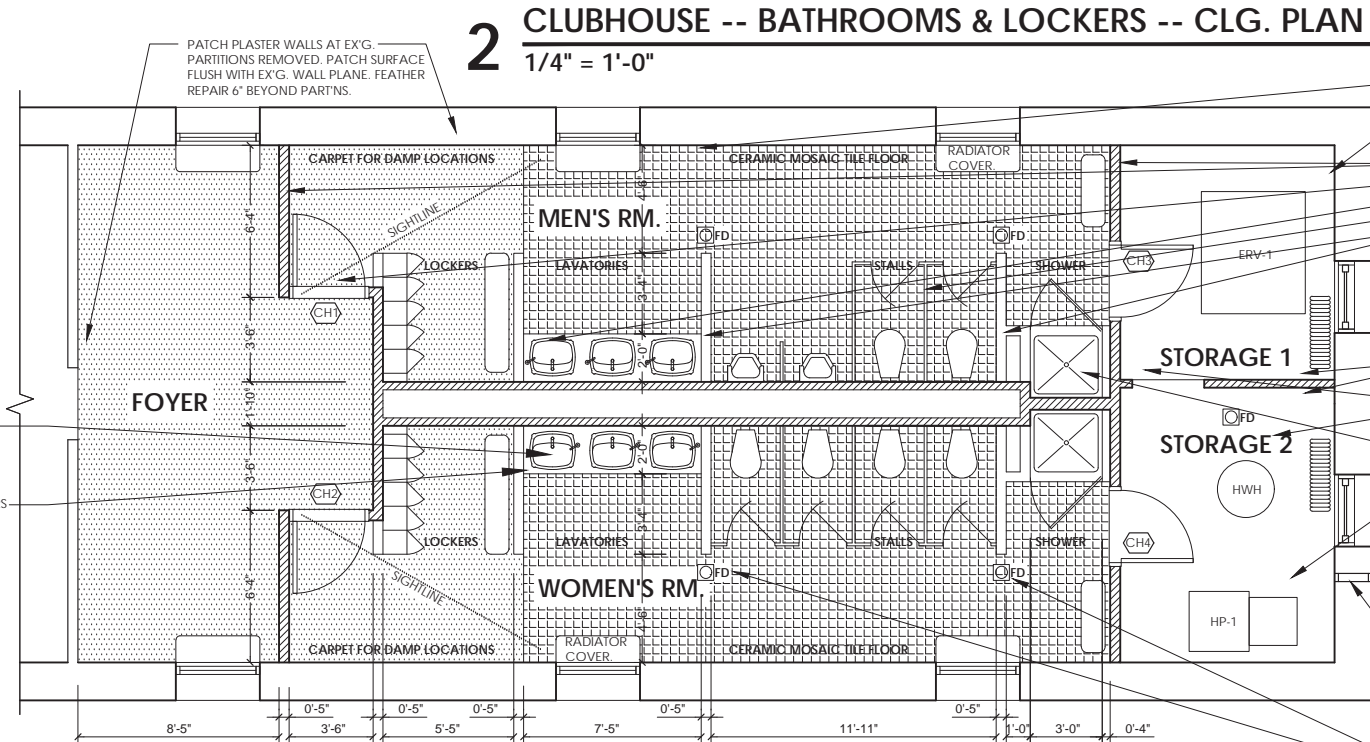 2
CLUBHOUSE -- BATHROOMS & LOCKERS -- CLG. PLAN
1/4" = 1'-0"
PATCH PLASTER WALLS AT EX'G.
PARTITIONS REMOVED. PATCH SURFACE
FLUSH WITH EX'G. WALL PLANE. FEATHER
REPAIR 6" BEYOND PART'NS.
CARPET FOR DAMP LOCATIONS
CERAMIC MOSAIC TILE FLOOR
RADIATOR
COVER.
6'-4"
SIGHTLINE
MEN'S RM.
4'-6"
FD
FD
LOCKERS
LAVATORIES
STALLS
SHOWER
CH3
ERV-1
CH1
3'-4"
3'-6"
2'-0"
STORAGE 1
FOYER
1'-10"
FD
STORAGE 2
2'-0"
3'-6"
CH2
HWH
S
3'-4"
LOCKERS
LAVATORIES
STALLS
SHOWER
CH4
FD
FD
SIGHTLINE
WOMEN'S RM.
6'-4"
4'-6"
HP-1
CARPET FOR DAMP LOCATIONS
RADIATOR
COVER.
CERAMIC MOSAIC TILE FLOOR
0'-5"
0'-5"
0'-5"
0'-5"
0'-5"
8'-5"
3'-6"
5'-5"
7'-5"
11'-11"
1'-0"
3'-0"
0'-4"